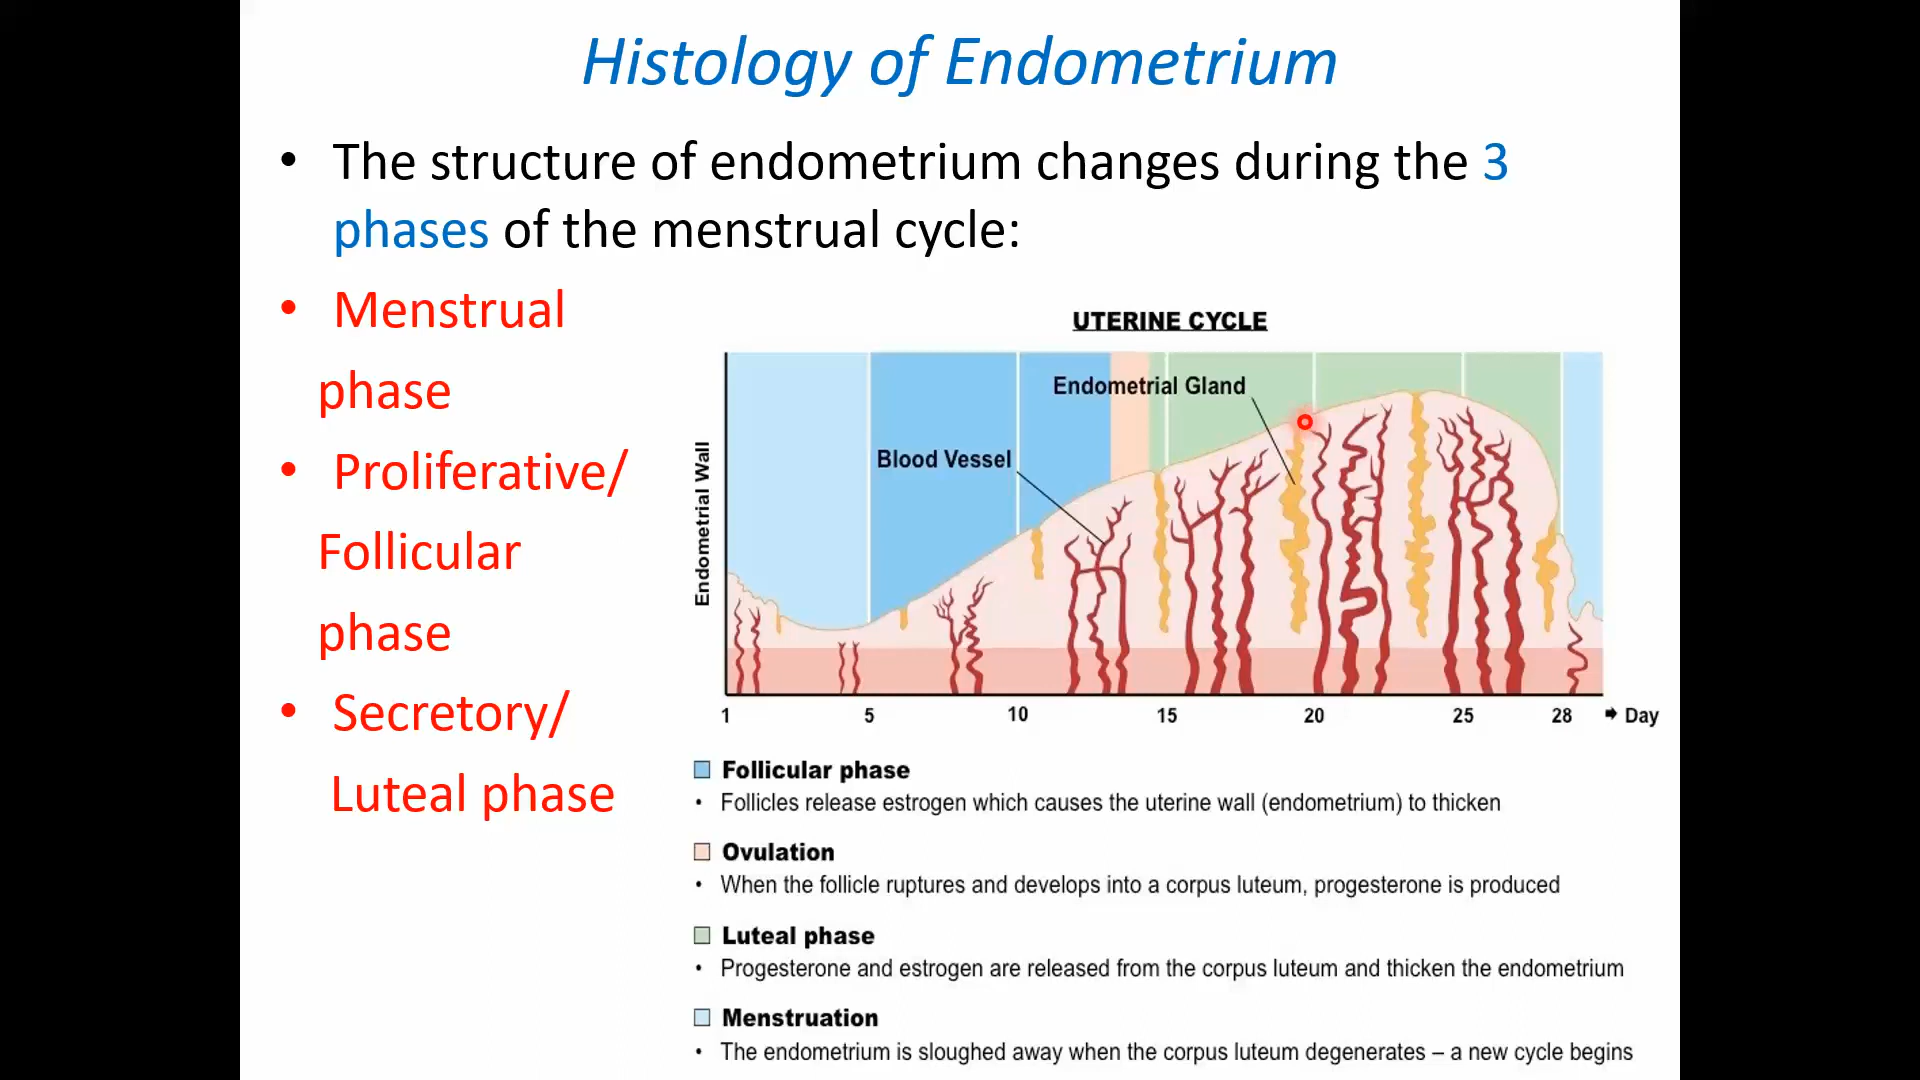 Histology of Endometrium
• The structure of endometrium changes during the 3
phases of the menstrual cycle:
• Menstrual
phase
• Proliferative/
Follicular
phase
• Secretory/
Luteal phase
UTERINE CYCLE
Endometrial Gland
Blood Vessel
Endometrial Wall
1 5 10 15 20 25 28 ➡ Day
Follicular phase
• Follicles release estrogen which causes the uterine wall (endometrium) to thicken
Ovulation
• When the follicle ruptures and develops into a corpus luteum, progesterone is produced
Luteal phase
• Progesterone and estrogen are released from the corpus luteum and thicken the endometrium
Menstruation
• The endometrium is sloughed away when the corpus luteum degenerates – a new cycle begins